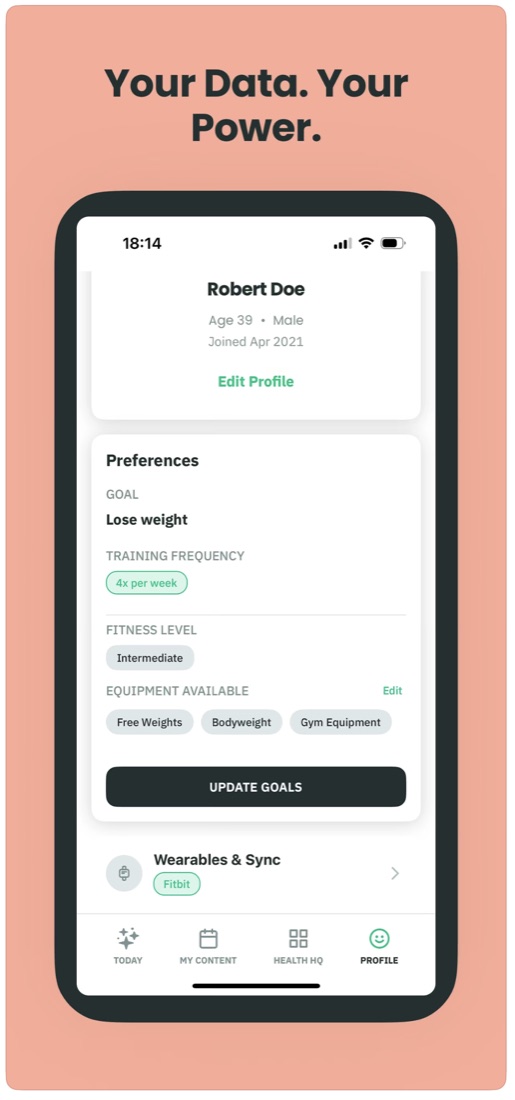 Your Data. Your
Power.
18:14
Robert Doe
Age 39 • Male
Joined Apr 2021
Edit Profile
Preferences
GOAL
Lose weight
TRAINING FREQUENCY
4x per week
FITNESS LEVEL
Intermediate
EQUIPMENT AVAILABLE Edit
Free Weights Bodyweight Gym Equipment
UPDATE GOALS
Wearables & Sync
Fitbit
TODAY MY CONTENT HEALTH HQ PROFILE